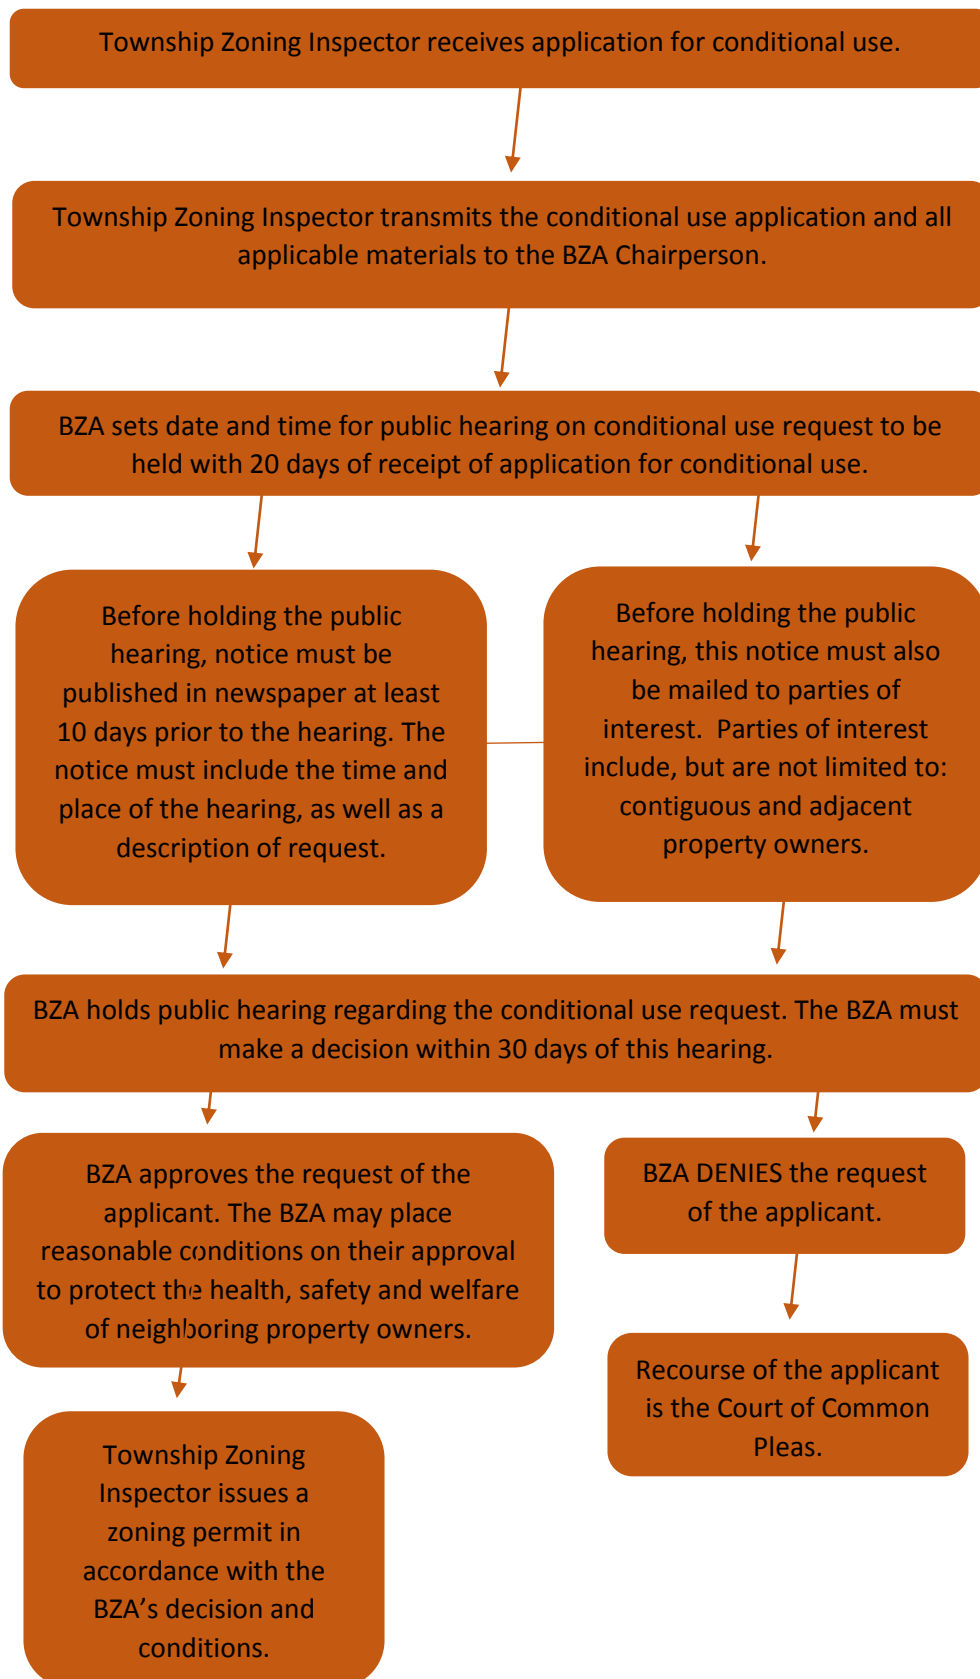 Township Zoning Inspector receives application for conditional use.
Township Zoning Inspector transmits the conditional use application and all
applicable materials to the BZA Chairperson.
BZA sets date and time for public hearing on conditional use request to be
held with 20 days of receipt of application for conditional use.
Before holding the public
hearing, notice must be
published in newspaper at least
10 days prior to the hearing. The
notice must include the time and
place of the hearing, as well as a
description of request.
Before holding the public
hearing, this notice must also
be mailed to parties of
interest.  Parties of interest
include, but are not limited to:
contiguous and adjacent
property owners.
BZA holds public hearing regarding the conditional use request. The BZA must
make a decision within 30 days of this hearing.
BZA approves the request of the
applicant. The BZA may place
reasonable conditions on their approval
to protect the health, safety and welfare
of neighboring property owners.
BZA DENIES the request
of the applicant.
Recourse of the applicant
is the Court of Common
Pleas.
Township Zoning
Inspector issues a
zoning permit in
accordance with the
BZA’s decision and
conditions.